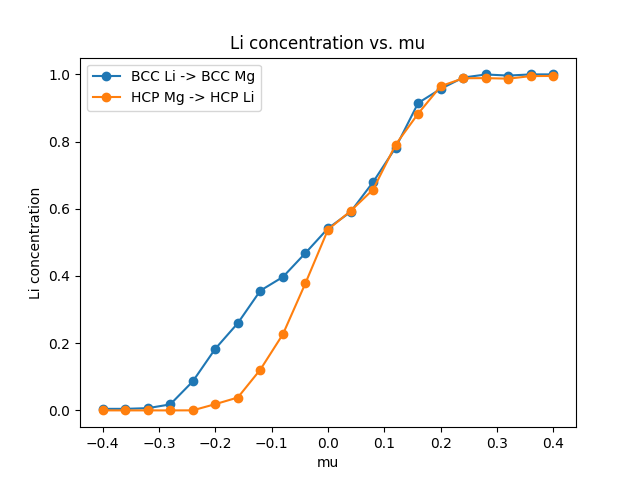 Li concentration vs. mu
BCC Li -> BCC Mg
HCP Mg -> HCP Li
Li concentration
1.0
0.8
0.6
0.4
0.2
0.0
−0.4 −0.3 −0.2 −0.1 0.0 0.1 0.2 0.3 0.4
mu